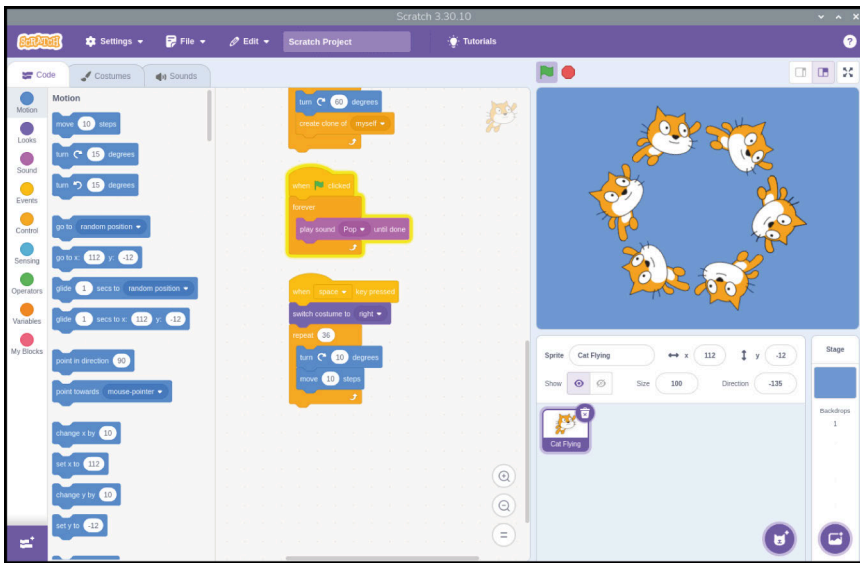 Scratch 3.30.10
SCRATCH Settings File Edit Scratch Project Tutorials ?
Code Costumes Sounds
Motion
Looks
Sound
Events
Control
Sensing
Operators
Variables
My Blocks
Motion
move 10 steps
turn 15 degrees
turn 15 degrees
go to random position
go to x: 112 y: -12
glide 1 secs to random position
glide 1 secs to x: 112 y: -12
point in direction 90
point towards mouse-pointer
change x by 10
set x to 112
change y by 10
set y to -12
turn 60 degrees
create clone of myself
when clicked
forever
play sound Pop until done
when space key pressed
switch costume to right
repeat 36
turn 10 degrees
move 10 steps
Sprite Cat Flying x 112 y -12
Show Size 100 Direction -135
Cat Flying
Stage
Backdrops
1